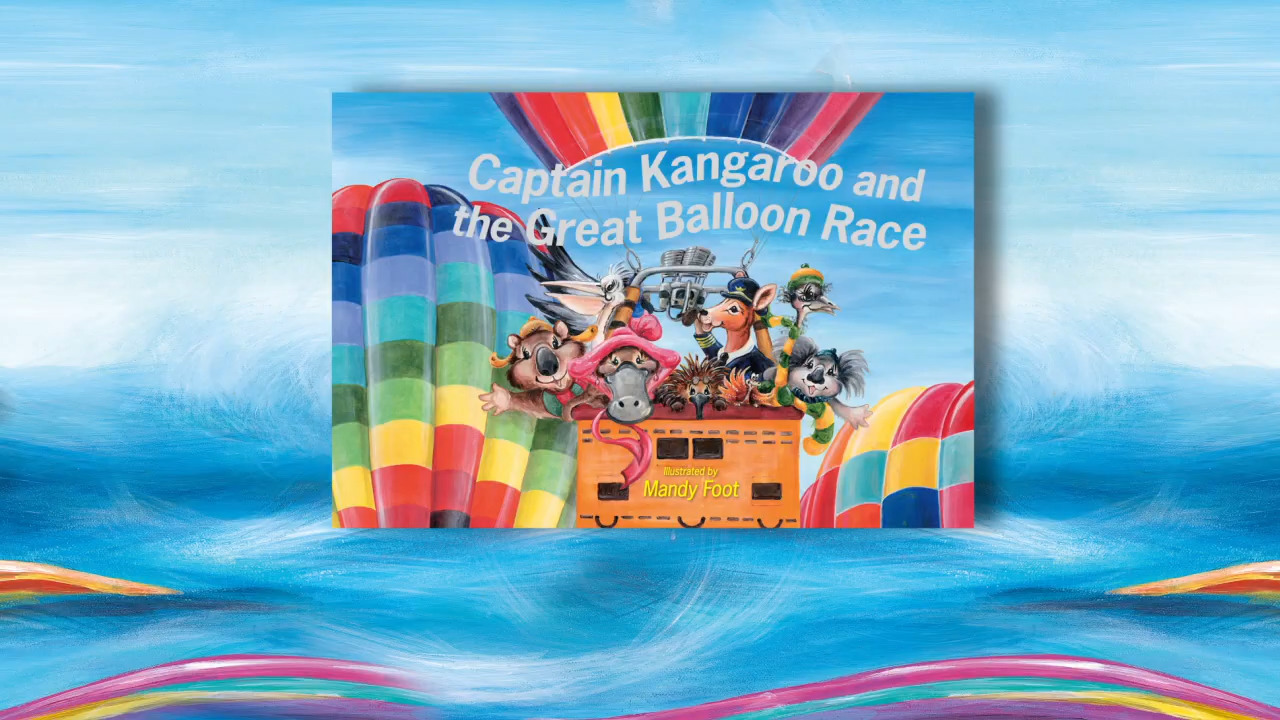 Captain Kangaroo and
the Great Balloon Race
Illustrated by
Mandy Foot